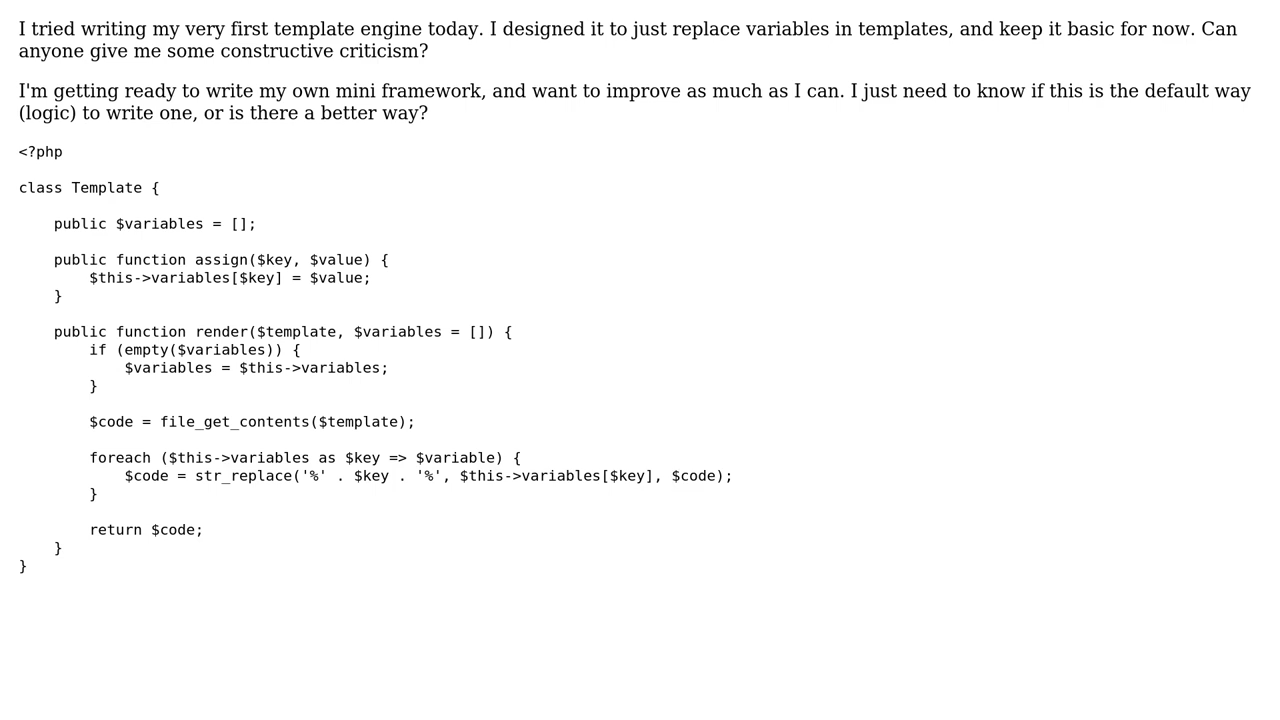 I tried writing my very first template engine today. I designed it to just replace variables in templates, and keep it basic for now. Can
anyone give me some constructive criticism?
I'm getting ready to write my own mini framework, and want to improve as much as I can. I just need to know if this is the default way
(logic) to write one, or is there a better way?
<?php
class Template {
    public $variables = [];
    public function assign($key, $value) {
        $this->variables[$key] = $value;
    }
    public function render($template, $variables = []) {
        if (empty($variables)) {
            $variables = $this->variables;
        }
        $code = file_get_contents($template);
        foreach ($this->variables as $key => $variable) {
            $code = str_replace('%' . $key . '%', $this->variables[$key], $code);
        }
        return $code;
    }
}